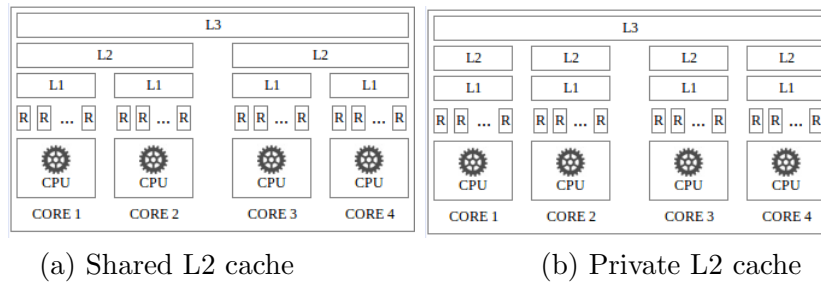 L3
L2 L2
L1 L1 L1 L1
R R ... R R R ... R R R ... R R R ... R
CPU CPU CPU CPU
CORE 1 CORE 2 CORE 3 CORE 4
(a) Shared L2 cache
L3
L2 L2 L2 L2
L1 L1 L1 L1
R R ... R R R ... R R R ... R R R ... R
CPU CPU CPU CPU
CORE 1 CORE 2 CORE 3 CORE 4
(b) Private L2 cache